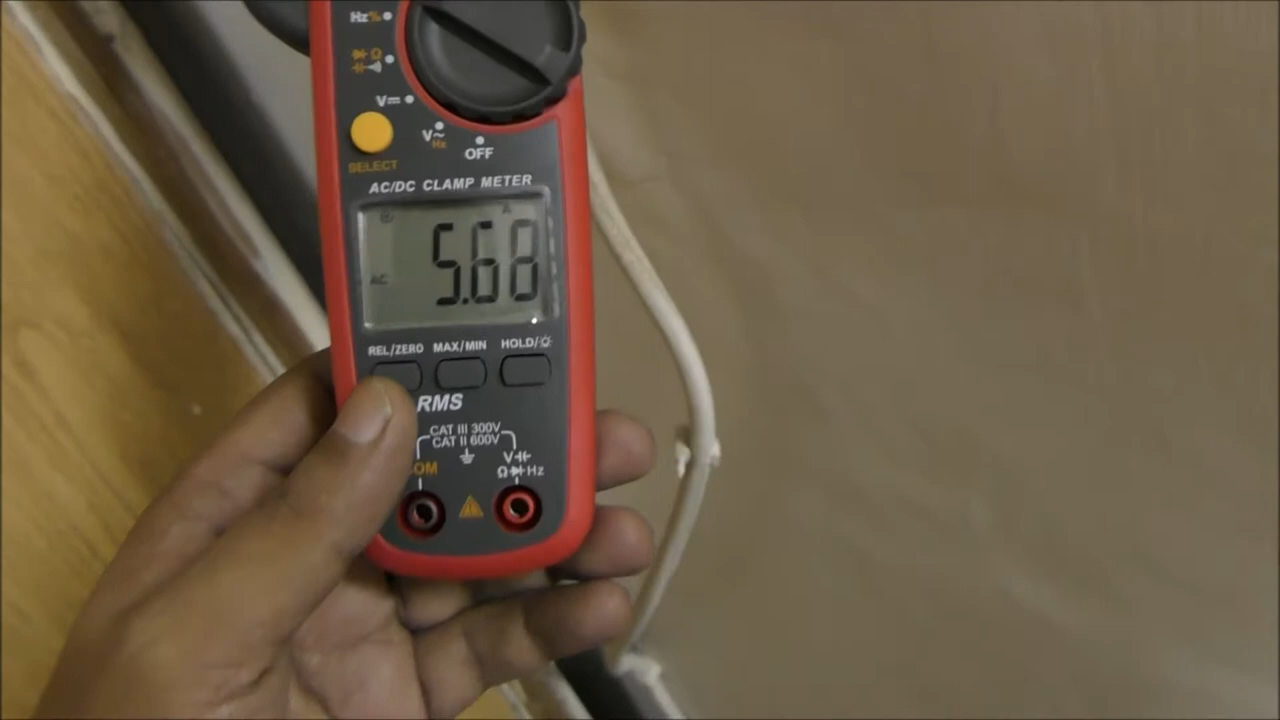 Hz%
Ω
V
V~
Hz
OFF
SELECT
AC/DC CLAMP METER
A
AC
5.68
REL/ZERO MAX/MIN HOLD/
RMS
CAT III 300V
CAT II 600V
OM
V
Ω Hz